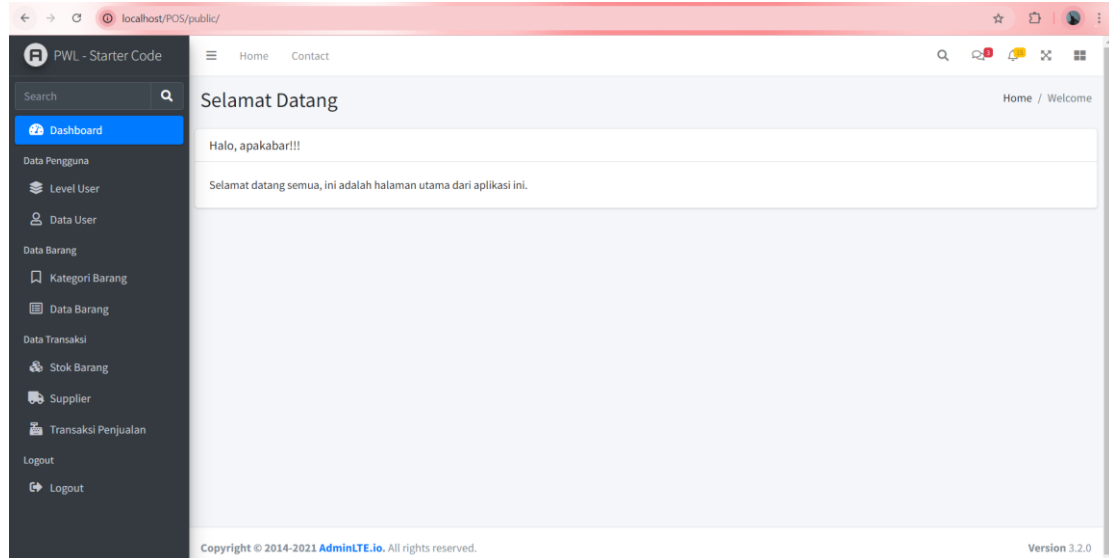 localhost/POS/public/
PWL - Starter Code
Home Contact
3
Search
Selamat Datang
Home / Welcome
Dashboard
Halo, apakabar!!!
Data Pengguna
Level User
Selamat datang semua, ini adalah halaman utama dari aplikasi ini.
Data User
Data Barang
Kategori Barang
Data Barang
Data Transaksi
Stok Barang
Supplier
Transaksi Penjualan
Logout
Logout
Copyright © 2014-2021 AdminLTE.io. All rights reserved.
Version 3.2.0